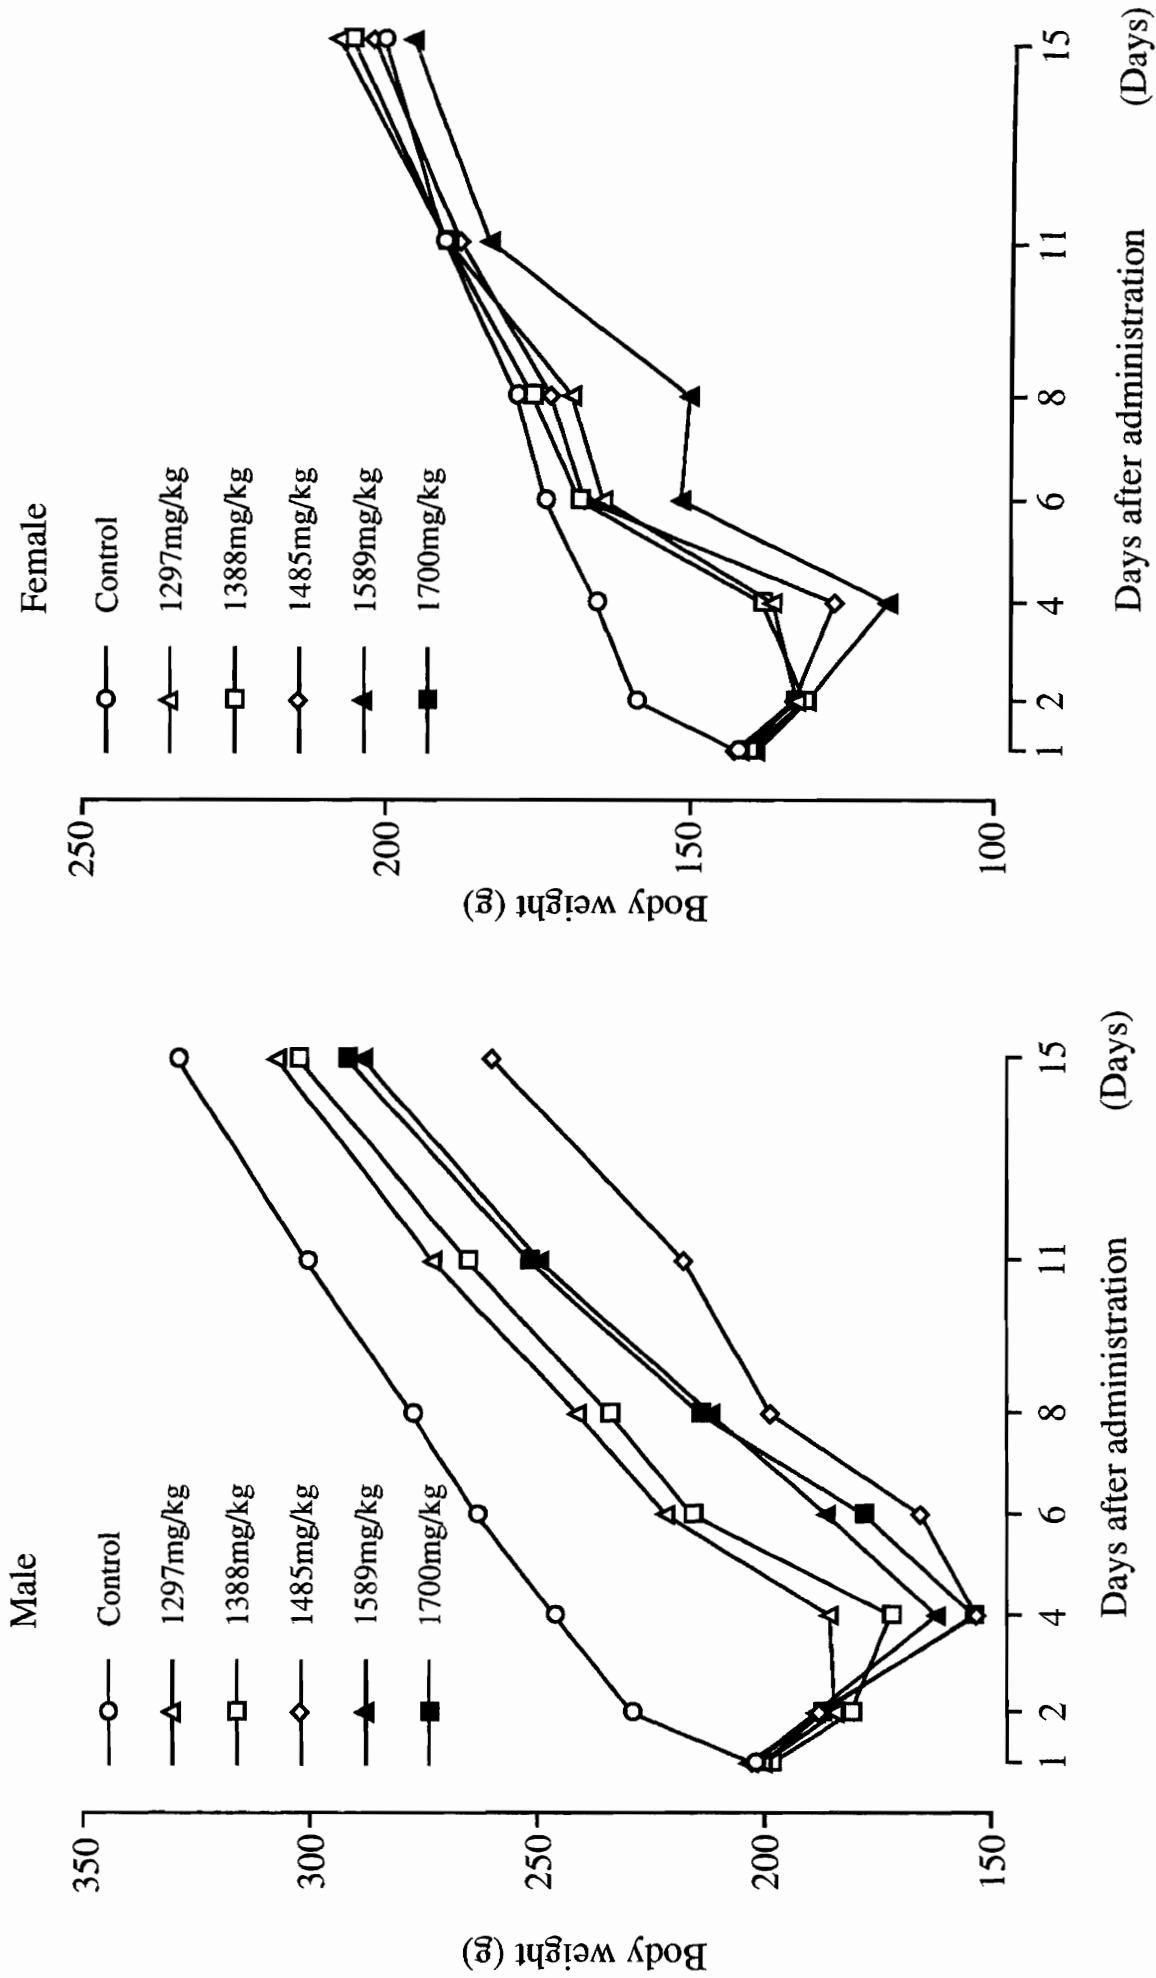 Male
Control
1297mg/kg
1388mg/kg
1485mg/kg
1589mg/kg
1700mg/kg
350
300
250
200
150
Body weight (g)
1 2 4 6 8 11 15
Days after administration (Days)
Female
Control
1297mg/kg
1388mg/kg
1485mg/kg
1589mg/kg
1700mg/kg
250
200
150
100
Body weight (g)
1 2 4 6 8 11 15
Days after administration (Days)